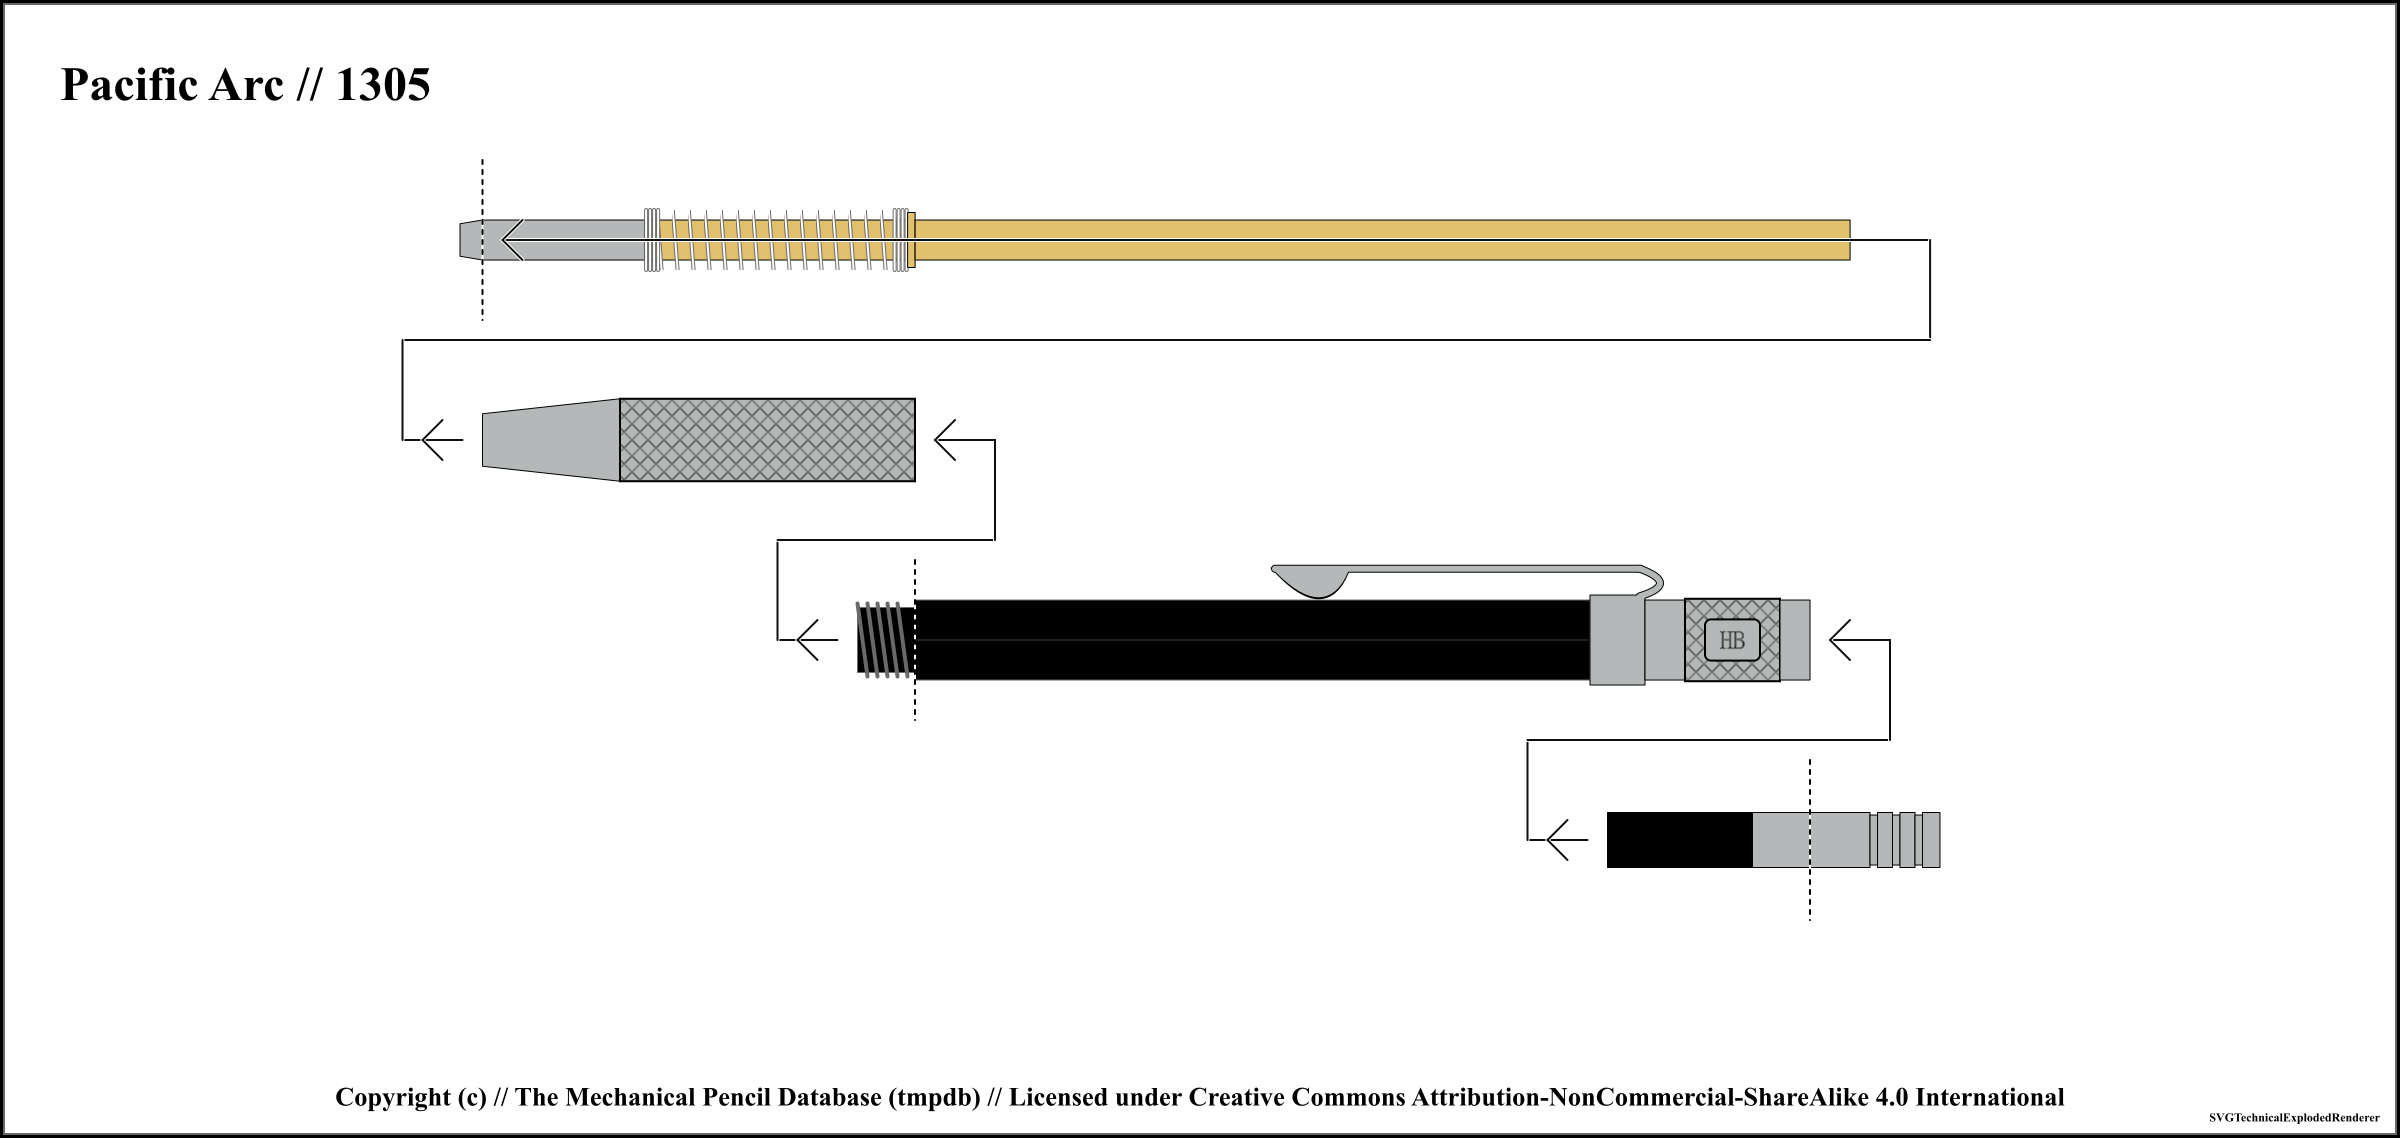 Pacific Arc // 1305
HB
Copyright (c) // The Mechanical Pencil Database (tmpdb) // Licensed under Creative Commons Attribution-NonCommercial-ShareAlike 4.0 International
SVGTechnicalExplodedRenderer